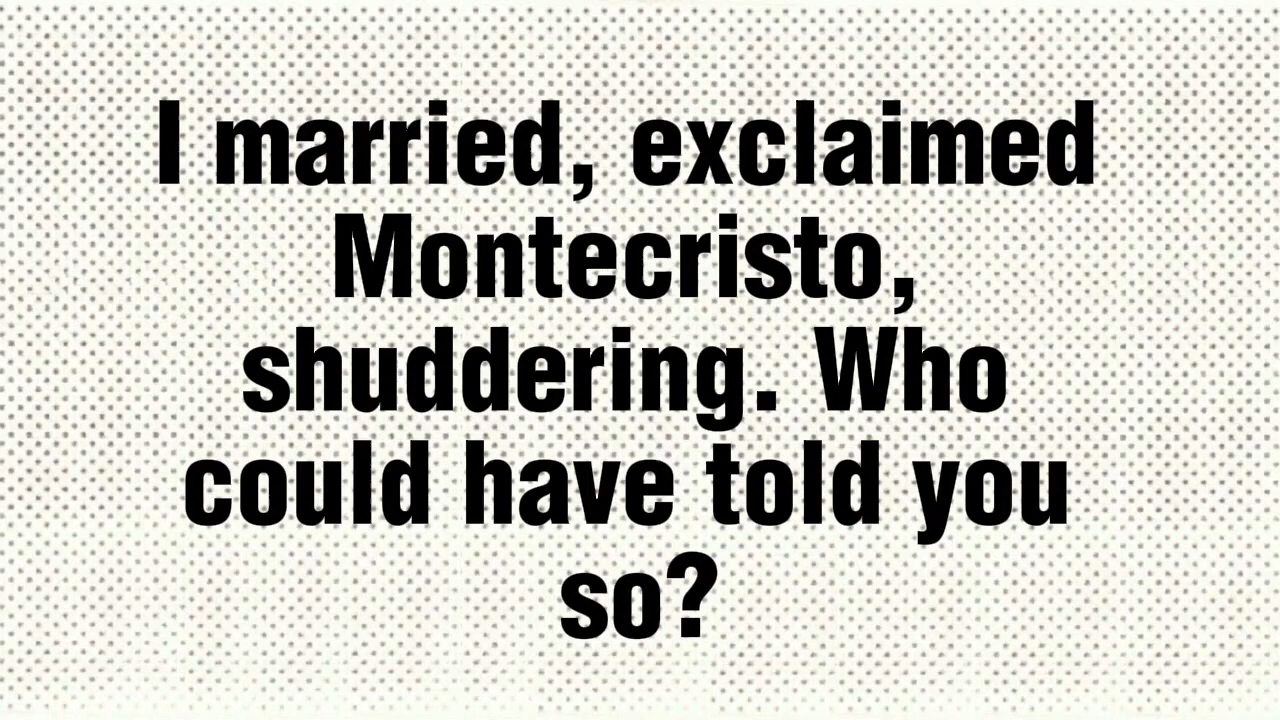 I married, exclaimed
Montecristo,
shuddering. Who
could have told you
so?